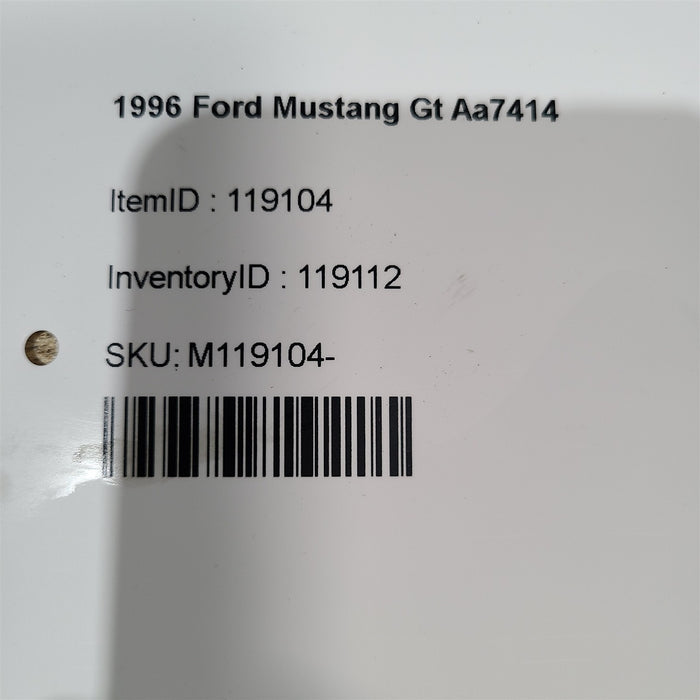 1996 Ford Mustang Gt Aa7414
ItemID : 119104
InventoryID : 119112
SKU: M119104-